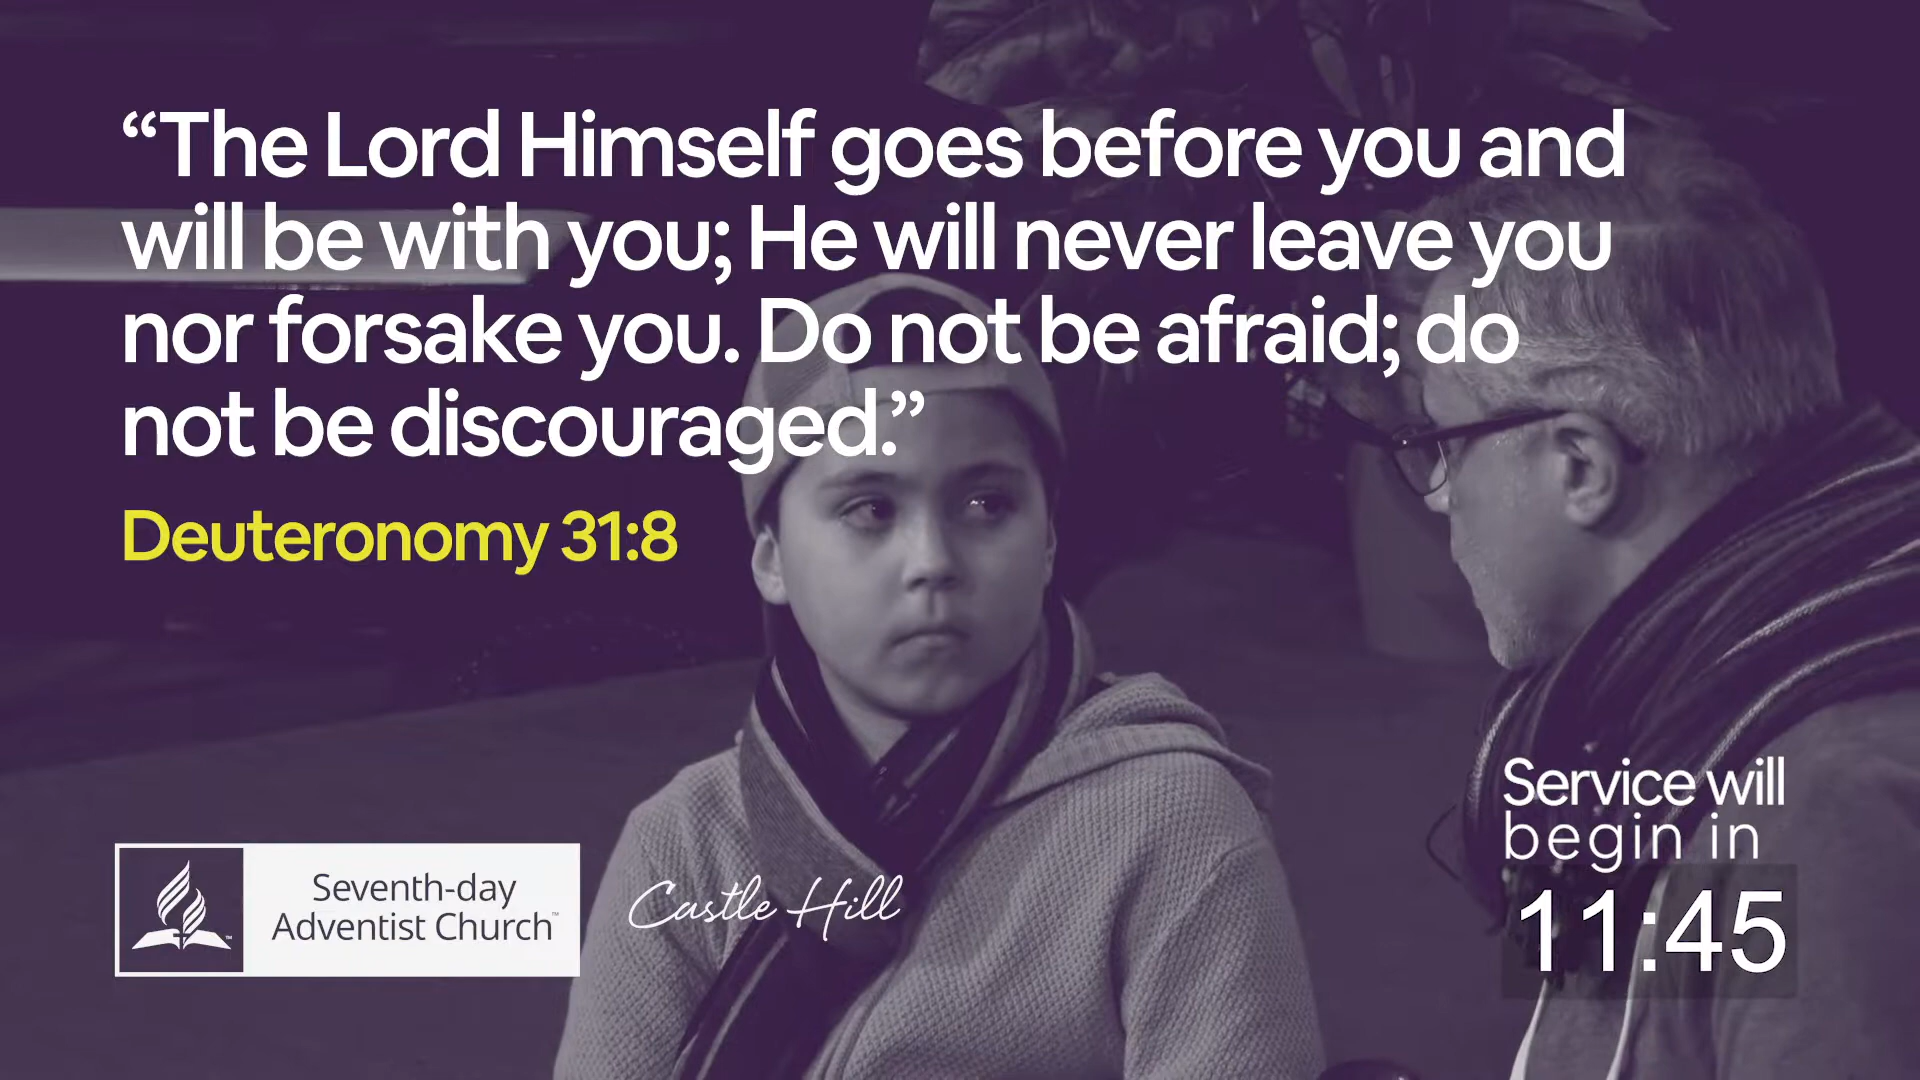 “The Lord Himself goes before you and
will be with you; He will never leave you
nor forsake you. Do not be afraid; do
not be discouraged.”
Deuteronomy 31:8
Seventh-day
Adventist Church™
Castle Hill
Service will
begin in
11:45